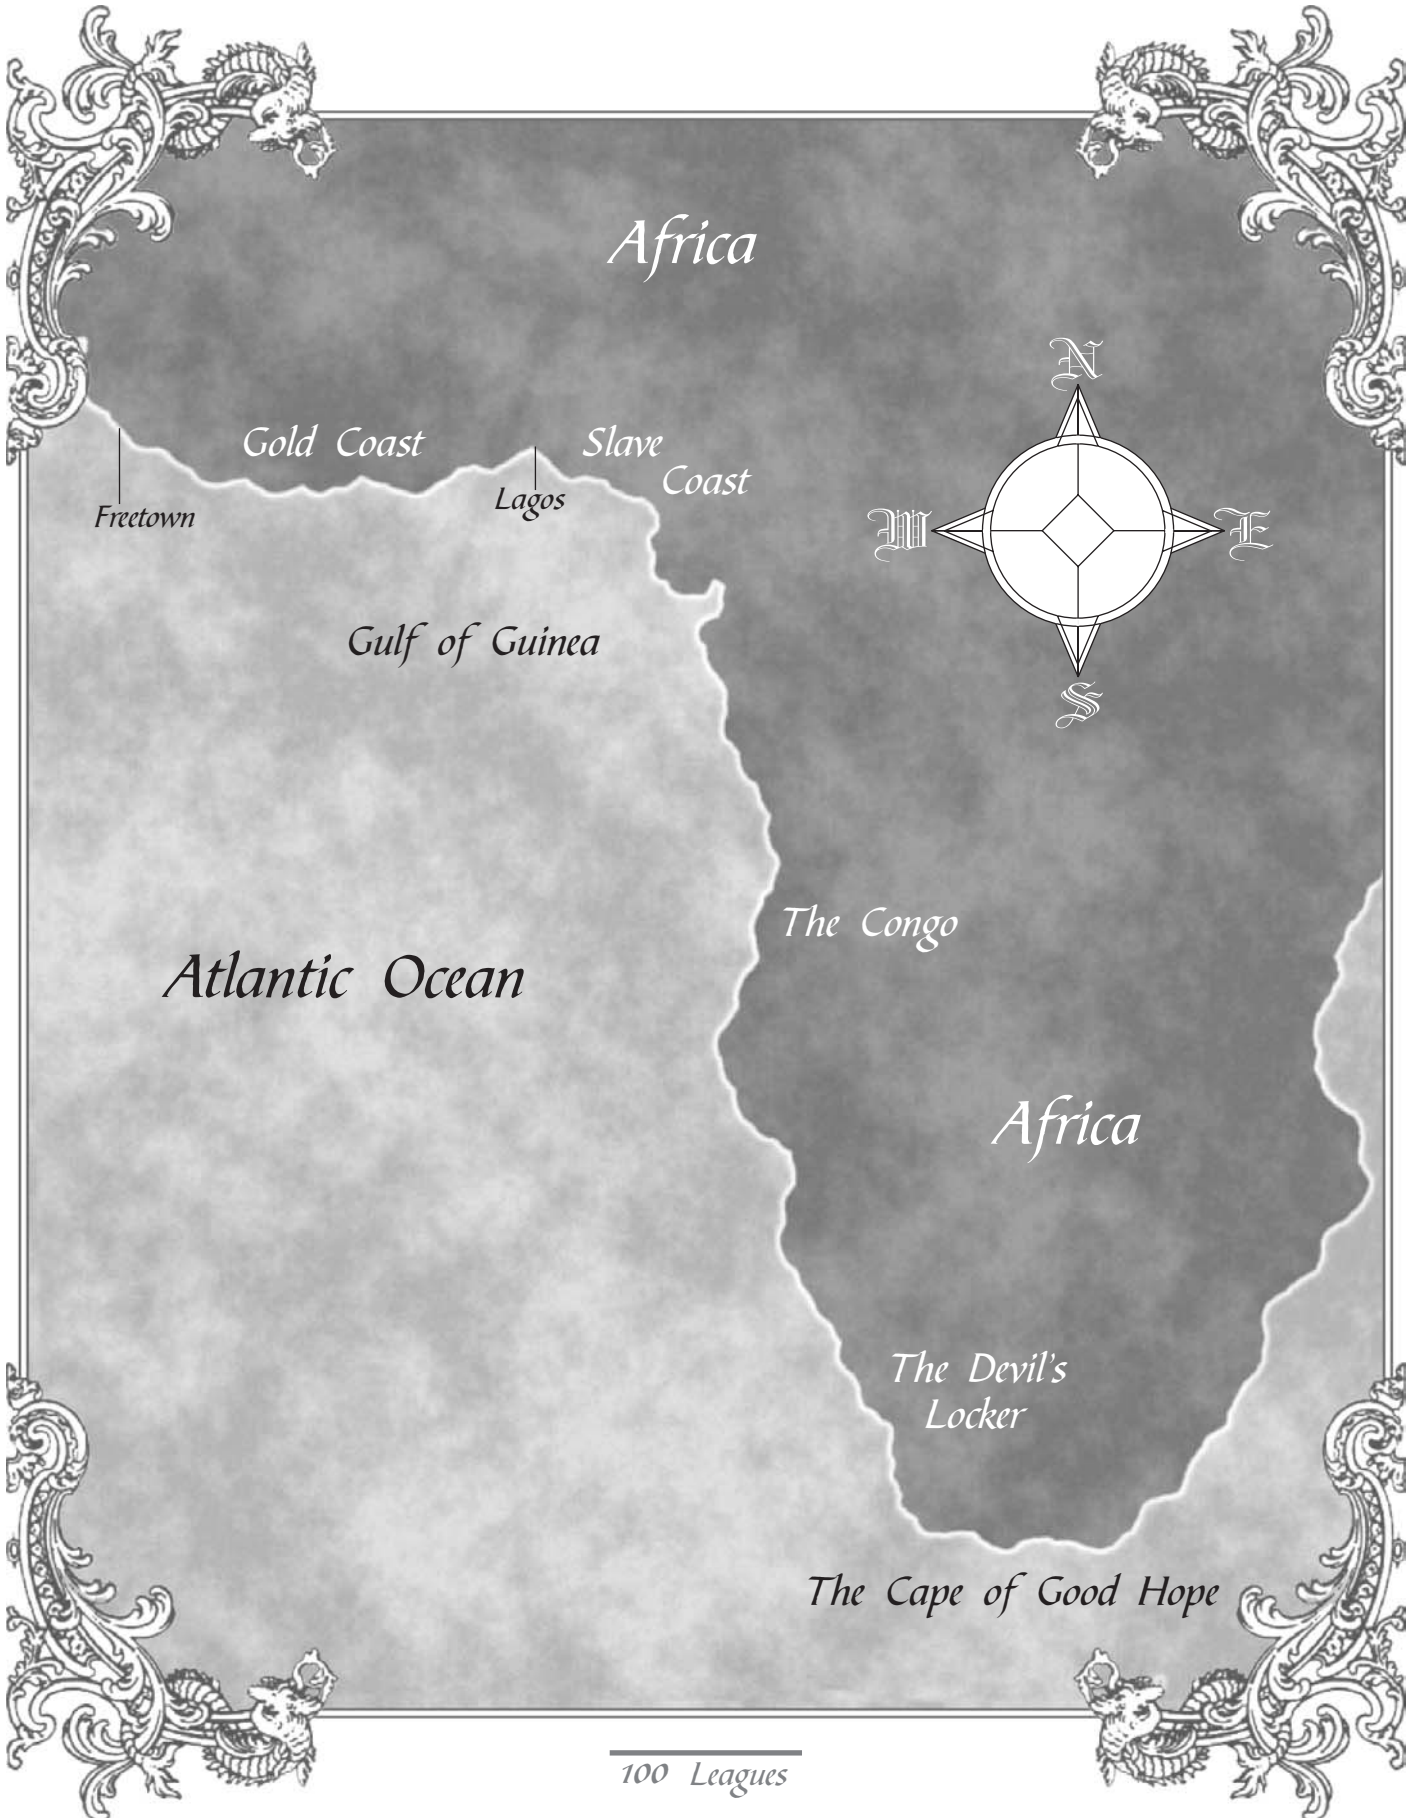 Africa
N
Gold Coast
Slave
Coast
Freetown
Lagos
W
E
Gulf of Guinea
S
The Congo
Atlantic Ocean
Africa
The Devil's
Locker
The Cape of Good Hope
100 Leagues